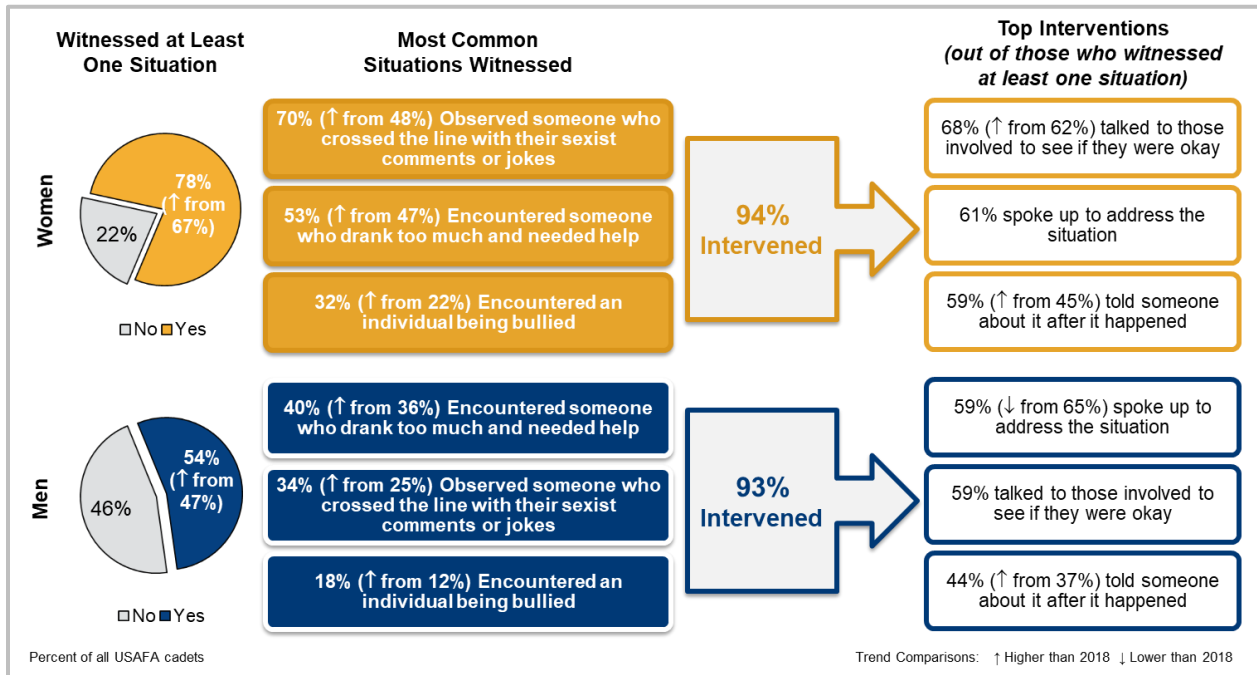 Witnessed at Least
One Situation
Most Common
Situations Witnessed
Top Interventions
(out of those who witnessed
at least one situation)
Women
78%
(↑ from
67%)
22%
□No ■Yes
70% (↑ from 48%) Observed someone who
crossed the line with their sexist
comments or jokes
53% (↑ from 47%) Encountered someone
who drank too much and needed help
32% (↑ from 22%) Encountered an
individual being bullied
94%
Intervened
68% (↑ from 62%) talked to those
involved to see if they were okay
61% spoke up to address the
situation
59% (↑ from 45%) told someone
about it after it happened
Men
54%
(↑ from
47%)
46%
□No ■Yes
40% (↑ from 36%) Encountered someone
who drank too much and needed help
34% (↑ from 25%) Observed someone who
crossed the line with their sexist
comments or jokes
18% (↑ from 12%) Encountered an
individual being bullied
93%
Intervened
59% (↓ from 65%) spoke up to
address the situation
59% talked to those involved to
see if they were okay
44% (↑ from 37%) told someone
about it after it happened
Percent of all USAFA cadets
Trend Comparisons: ↑ Higher than 2018 ↓ Lower than 2018